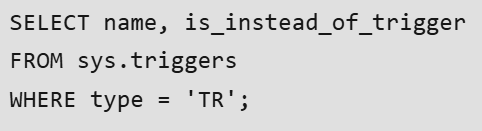 SELECT name, is_instead_of_trigger
FROM sys.triggers
WHERE type = 'TR';